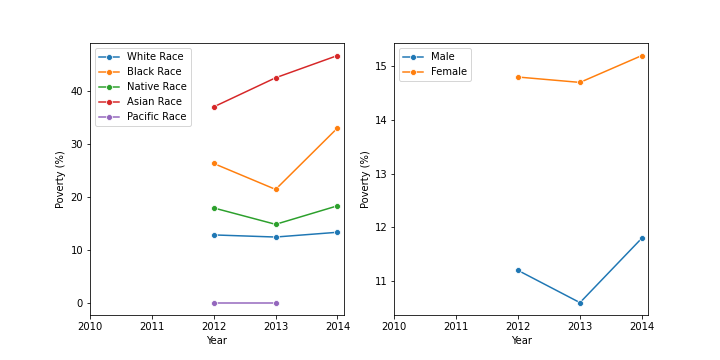 White Race
Black Race
Native Race
Asian Race
Pacific Race
40
30
20
10
0
Poverty (%)
2010 2011 2012 2013 2014
Year
Male
Female
15
14
13
12
11
Poverty (%)
2010 2011 2012 2013 2014
Year